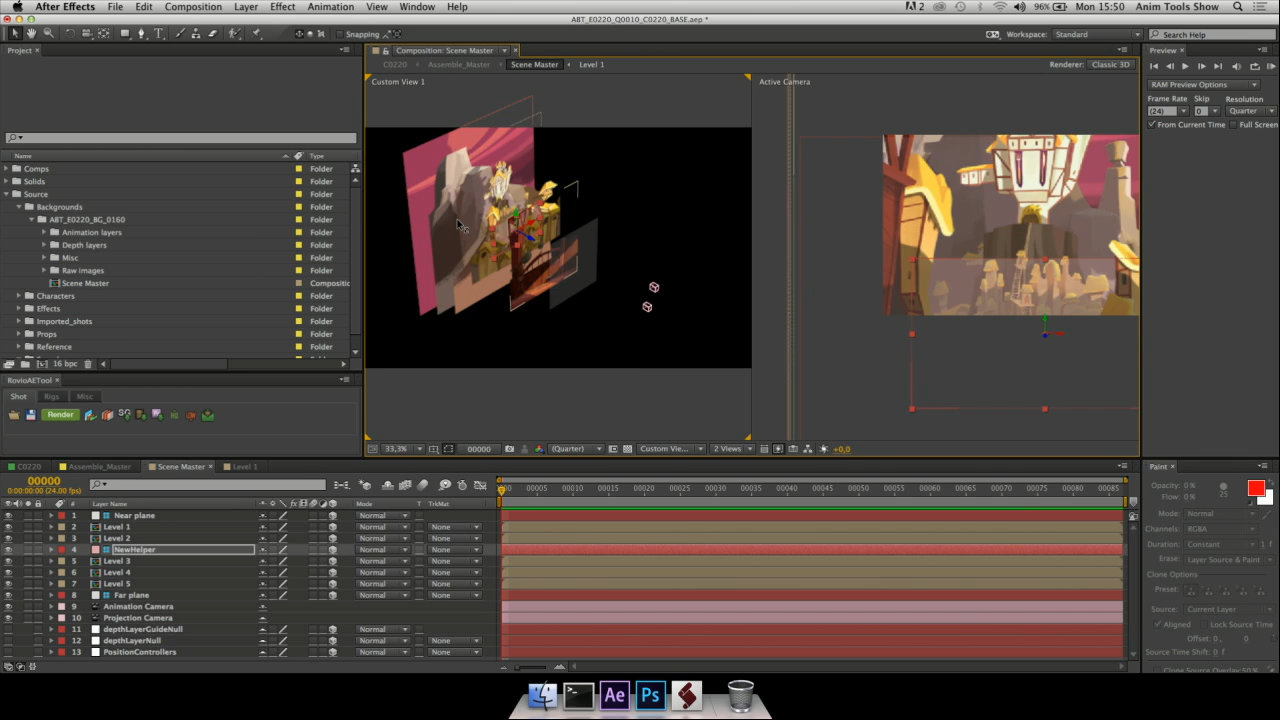 After Effects File Edit Composition Layer Effect Animation View Window Help 2 96% Mon 15:50 Anim Tools Show
ABT_E0220_Q0010_C0220_BASE.aep *
Snapping Workspace: Standard Search Help
Project
Composition: Scene Master
Preview
C0220 Assemble_Master Scene Master Level 1 Renderer: Classic 3D
Custom View 1
Active Camera
RAM Preview Options
Frame Rate Skip Resolution
(24) 0 Quarter
From Current Time Full Screen
Name Type
Comps Folder
Solids Folder
Source Folder
Backgrounds Folder
ABT_E0220_BG_0160 Folder
Animation layers Folder
Depth layers Folder
Misc Folder
Raw images Folder
Scene Master Compositic
Characters Folder
Effects Folder
Imported_shots Folder
Props Folder
Reference Folder
16 bpc
RovioAETool
Shot Rigs Misc
Render
33,3% 00000 (Quarter) Custom Vie... 2 Views +0,0
C0220 Assemble_Master Scene Master Level 1
00000
0:00:00:00 (24.00 fps)
00 00005 00010 00015 00020 00025 00030 00035 00040 00045 00050 00055 00060 00065 00070 00075 00080 00085
# Layer Name Mode T TrkMat
1 Near plane Normal
2 Level 1 Normal None
3 Level 2 Normal None
4 NewHelper Normal None
5 Level 3 Normal None
6 Level 4 Normal None
7 Level 5 Normal None
8 Far plane Normal None
9 Animation Camera
10 Projection Camera
11 depthLayerGuideNull Normal
12 depthLayerNull Normal None
13 PositionControllers Normal None
Paint
Opacity: 0 %
Flow: 0 %
25
Mode: Normal
Channels: RGBA
Duration: Constant 1 f
Erase: Layer Source & Paint
Clone Options
Preset:
Source: Current Layer
Aligned Lock Source Time
Offset: 0 , 0
Source Time Shift: 0 f
Clone Source Overlay: 50 %
Ae Ps